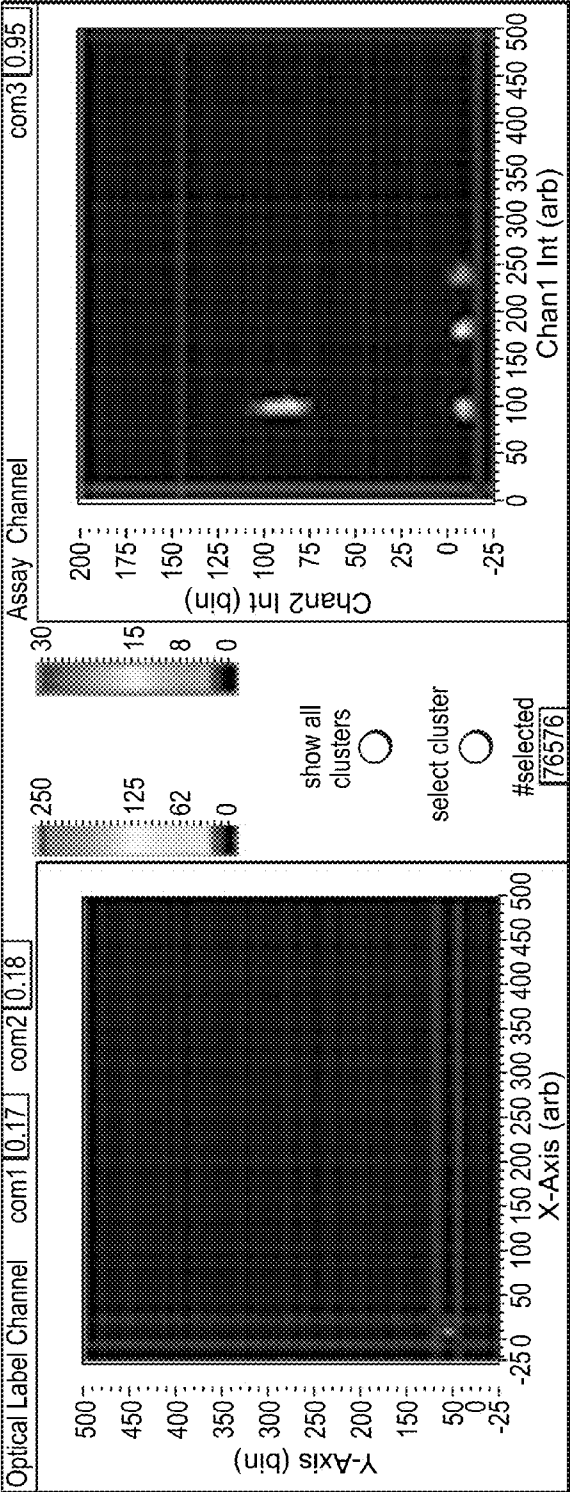 Optical Label Channel com1 0.17 com2 0.18
500
450
400
350
300
250
200
150
100
50
0
-25
Y-Axis (bin)
-25 0 50 100 150 200 250 300 350 400 450 500
X-Axis (arb)
250
125
62
0
30
15
8
0
show all
clusters
select cluster
#selected
76576
Assay Channel com3 0.95
200
175
150
125
100
75
50
25
0
-25
Chan2 Int (bin)
0 50 100 150 200 250 300 350 400 450 500
Chan1 Int (arb)